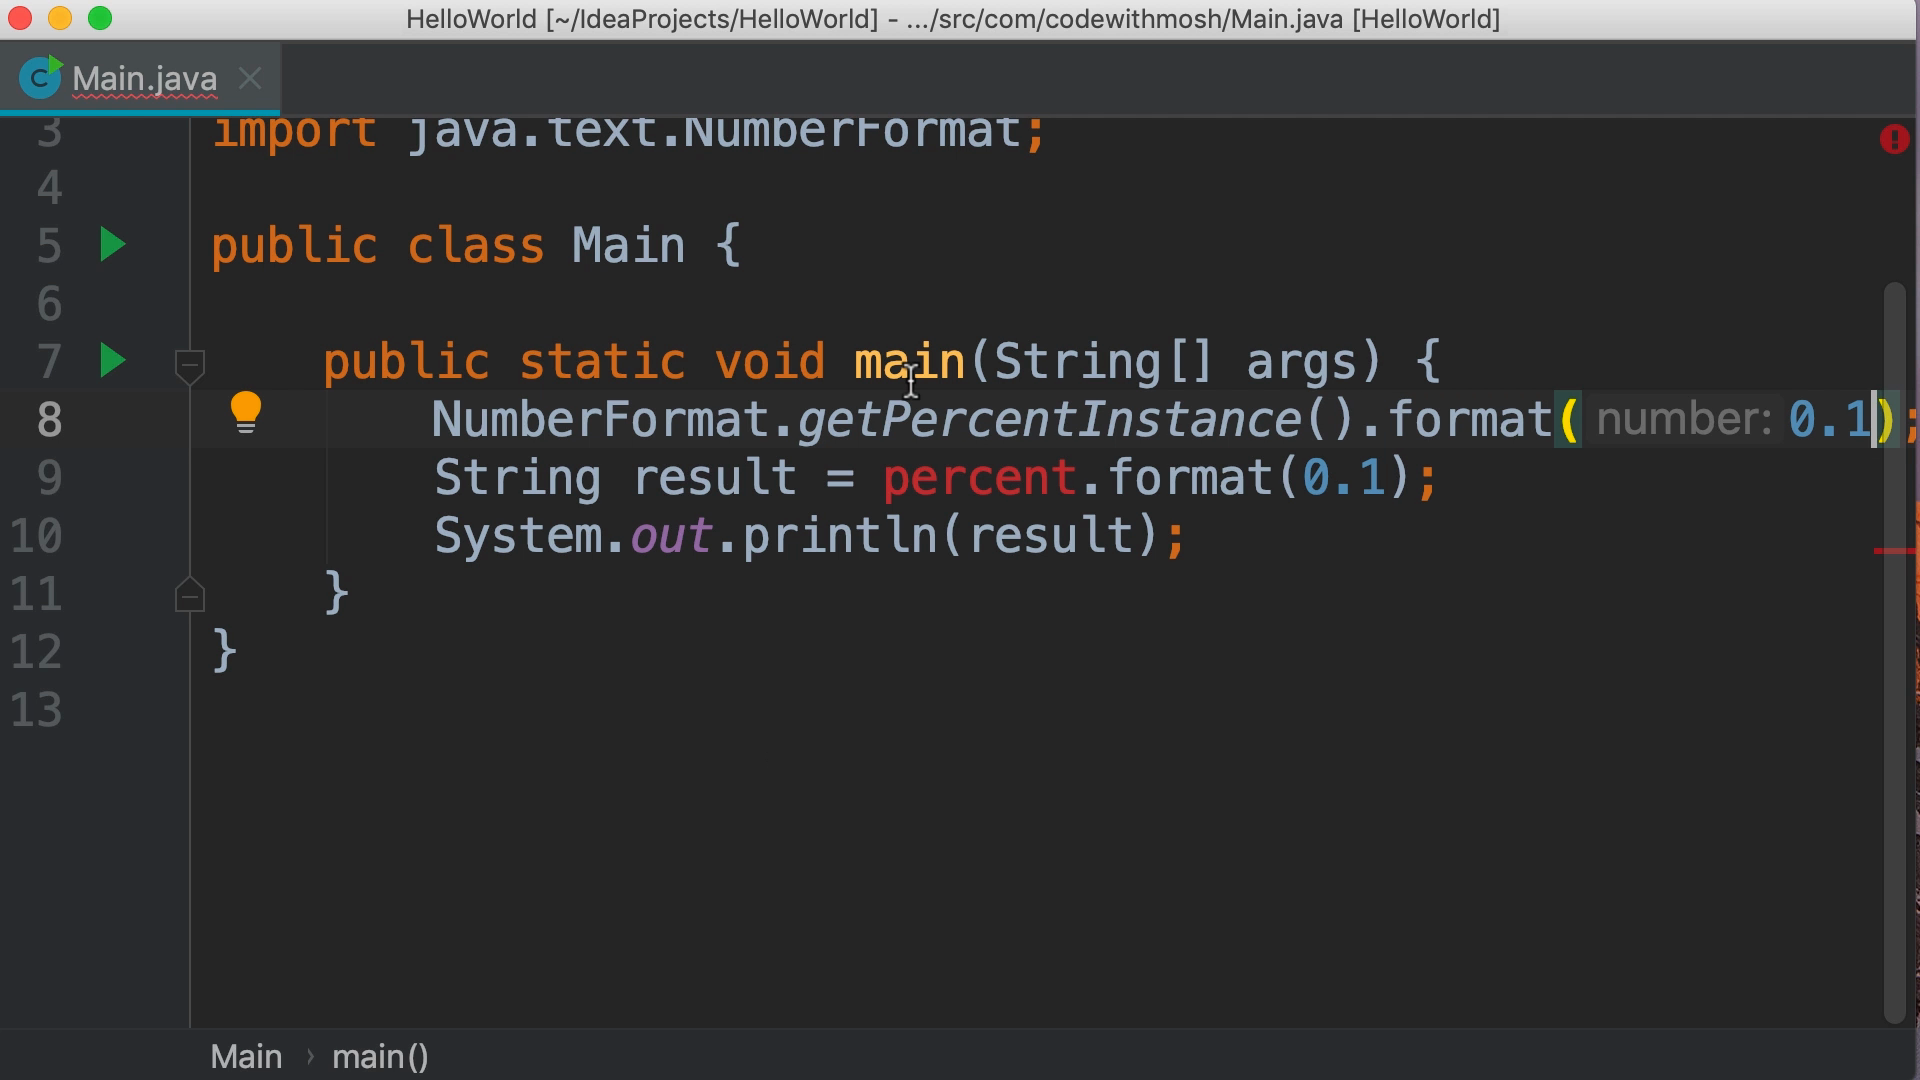 HelloWorld [~/IdeaProjects/HelloWorld] - .../src/com/codewithmosh/Main.java [HelloWorld]
Main.java
3 import java.text.NumberFormat;
4
5 public class Main {
6
7 public static void main(String[] args) {
8 NumberFormat.getPercentInstance().format( number: 0.1);
9 String result = percent.format(0.1);
10 System.out.println(result);
11 }
12 }
13
Main › main()